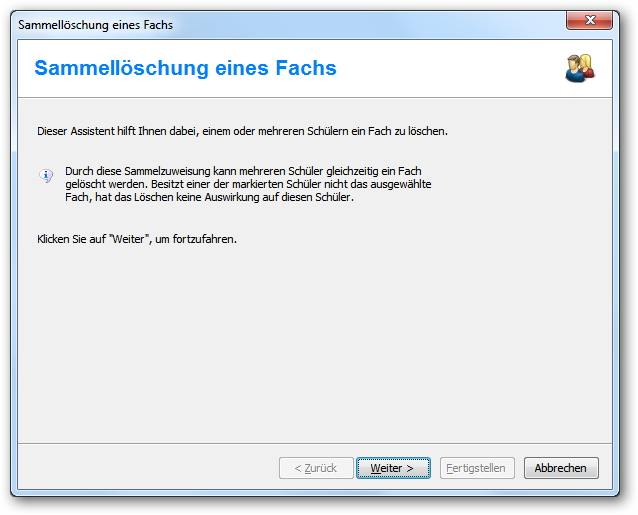 Sammellöschung eines Fachs
Sammellöschung eines Fachs
Dieser Assistent hilft Ihnen dabei, einem oder mehreren Schülern ein Fach zu löschen.
Durch diese Sammelzuweisung kann mehreren Schüler gleichzeitig ein Fach
gelöscht werden. Besitzt einer der markierten Schüler nicht das ausgewählte
Fach, hat das Löschen keine Auswirkung auf diesen Schüler.
Klicken Sie auf "Weiter", um fortzufahren.
< Zurück Weiter > Fertigstellen Abbrechen